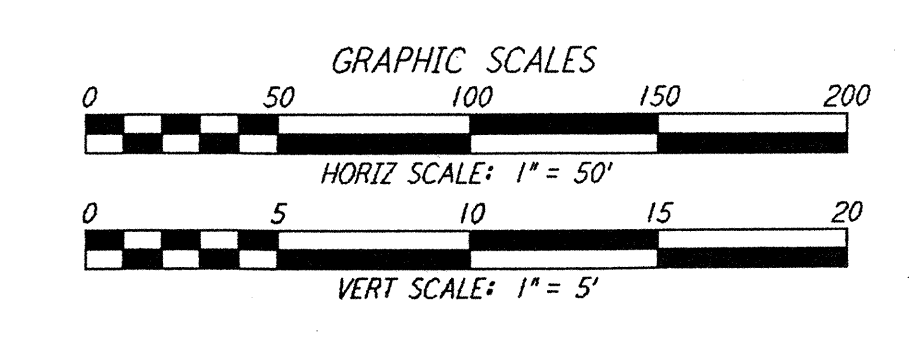 GRAPHIC SCALES
0 50 100 150 200
HORIZ SCALE: 1" = 50'
0 5 10 15 20
VERT SCALE: 1" = 5'